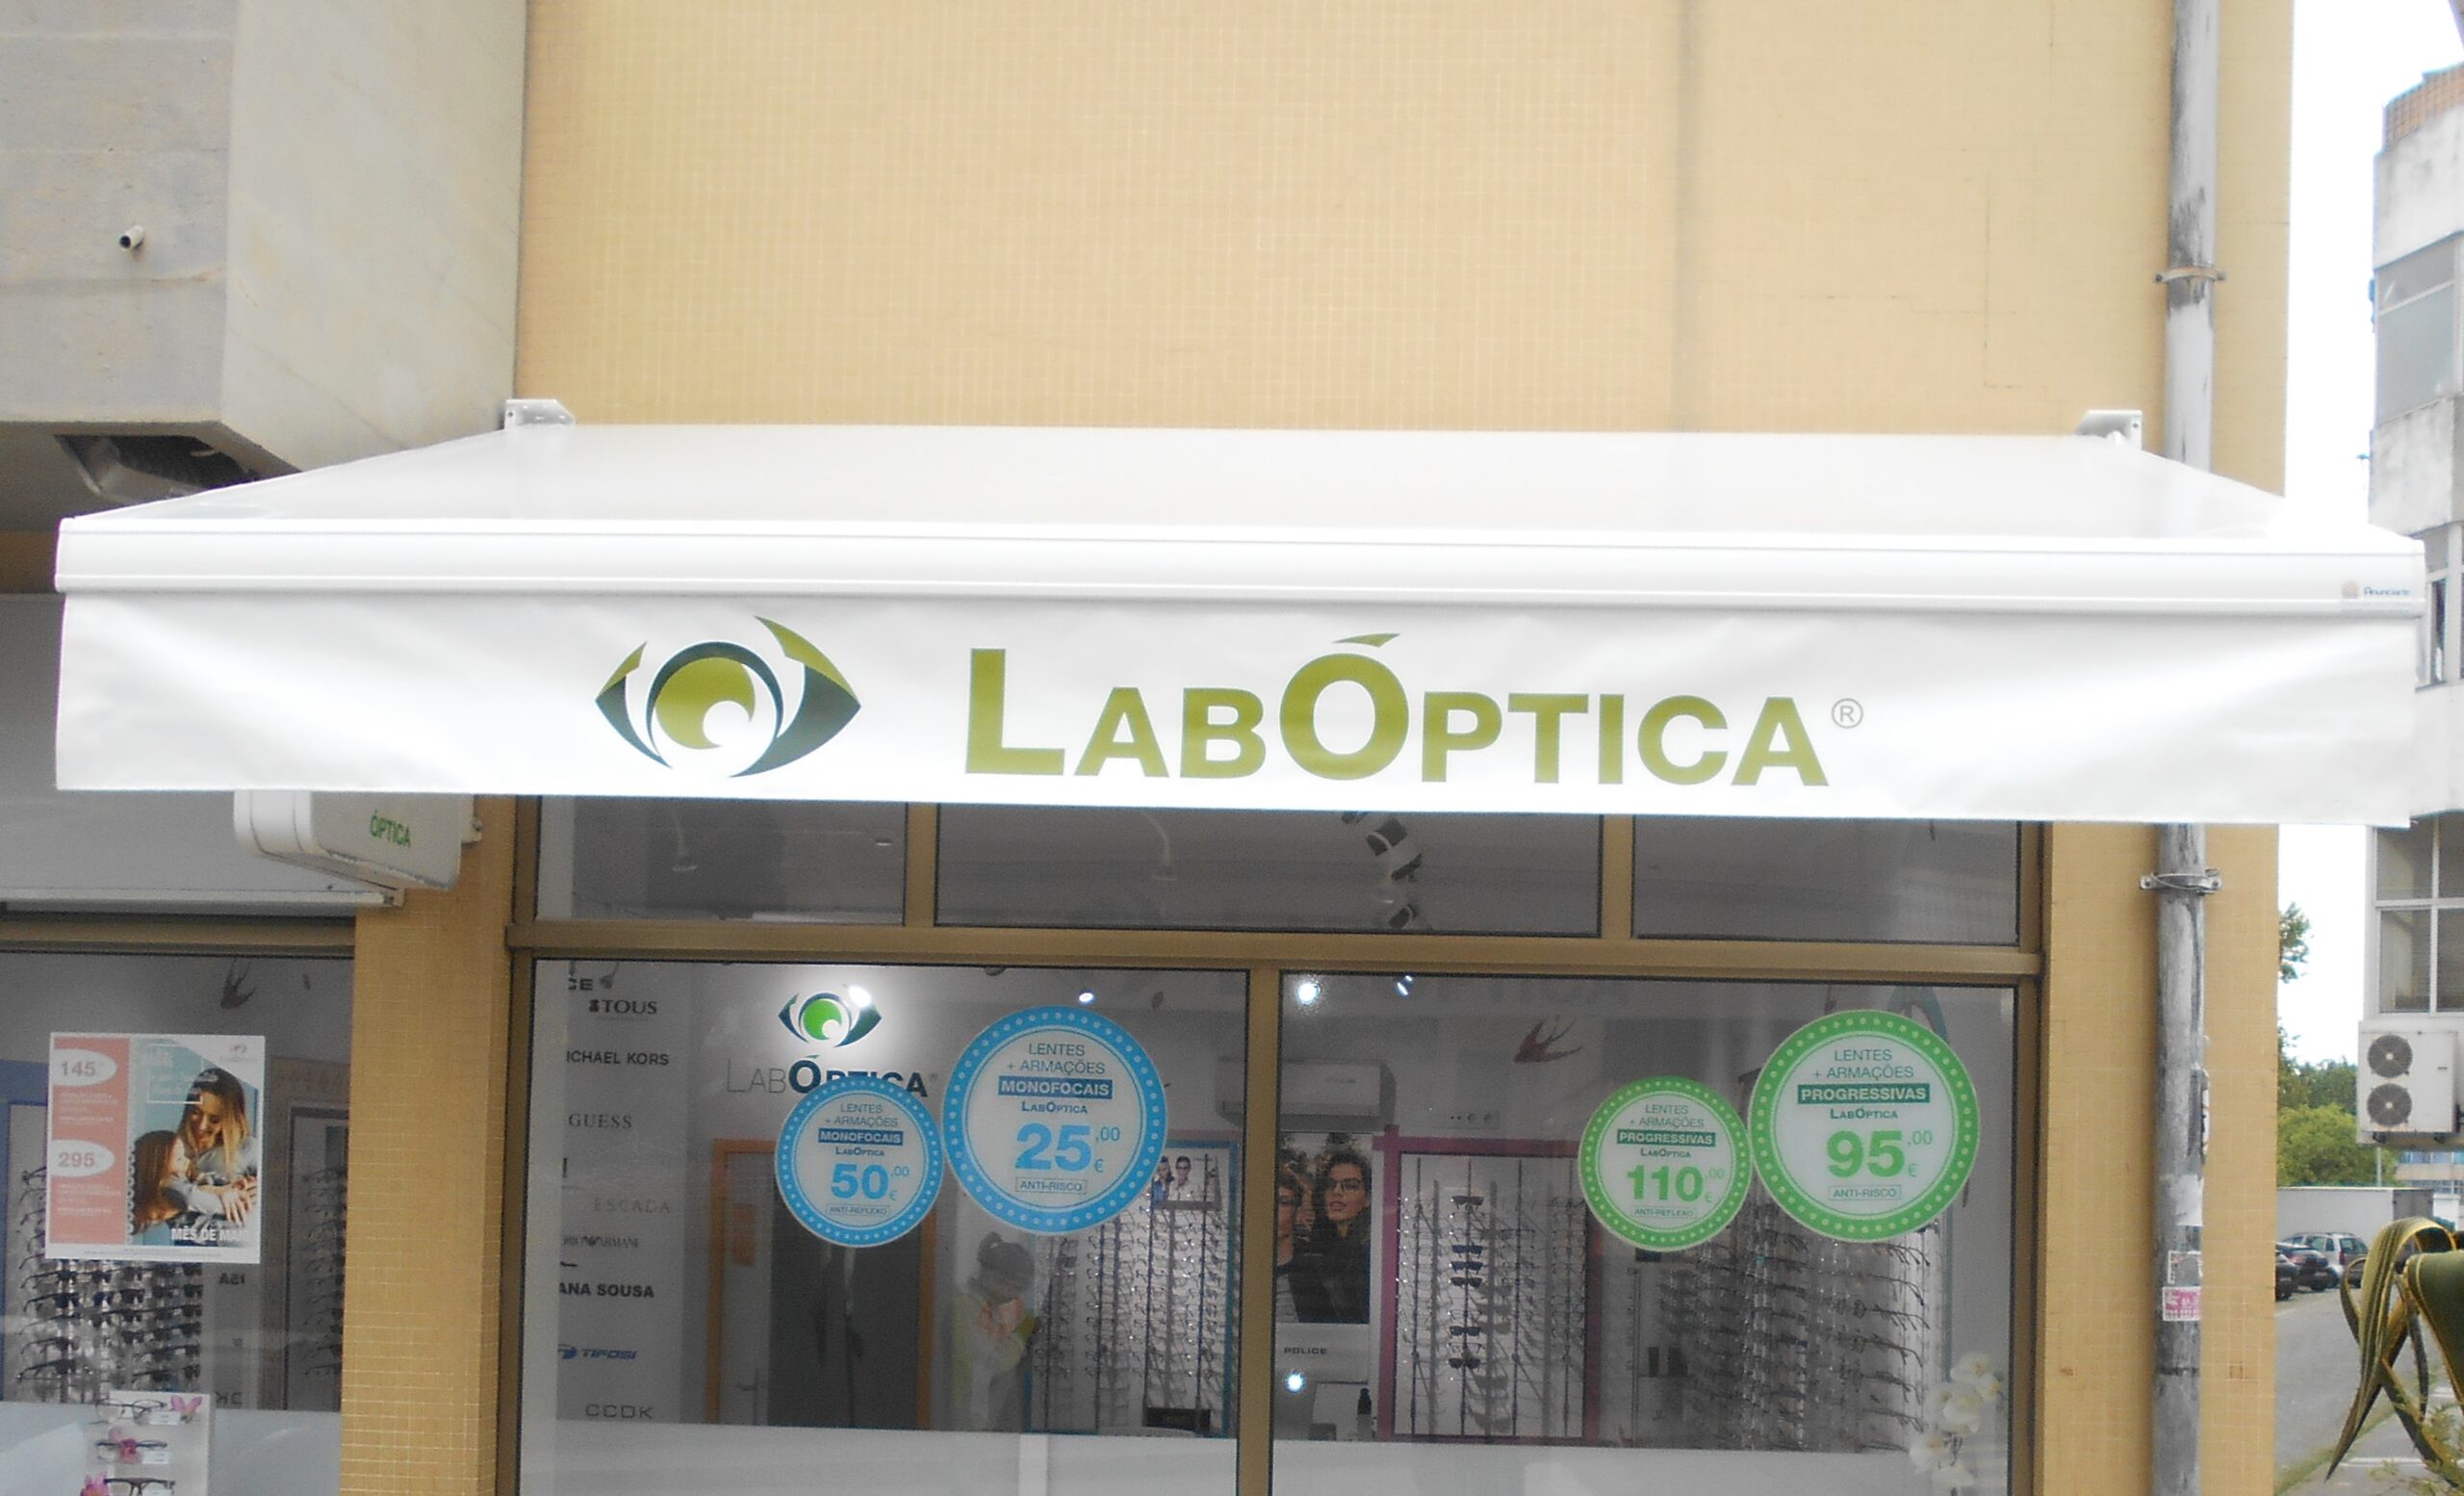 Anunciarte
LABÓPTICA®
ÓPTICA
TOUS
ICHAEL KORS
GUESS
ESCADA
ANA SOUSA
TIFOSI
CCDK
LABÓPTICA®
LENTES
+ ARMAÇÕES
MONOFOCAIS
LABÓPTICA
50,00
€
ANTI-REFLEXO
LENTES
+ ARMAÇÕES
MONOFOCAIS
LABÓPTICA
25,00
€
ANTI-RISCO
POLICE
LENTES
+ ARMAÇÕES
PROGRESSIVAS
LABÓPTICA
110,00
€
ANTI-REFLEXO
LENTES
+ ARMAÇÕES
PROGRESSIVAS
LABÓPTICA
95,00
€
ANTI-RISCO
145
295
MÊS DE